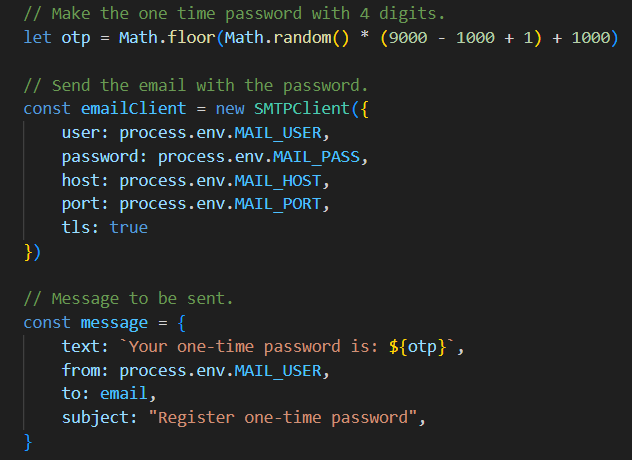 // Make the one time password with 4 digits.
let otp = Math.floor(Math.random() * (9000 - 1000 + 1) + 1000)
// Send the email with the password.
const emailClient = new SMTPClient({
    user: process.env.MAIL_USER,
    password: process.env.MAIL_PASS,
    host: process.env.MAIL_HOST,
    port: process.env.MAIL_PORT,
    tls: true
})
// Message to be sent.
const message = {
    text: `Your one-time password is: ${otp}`,
    from: process.env.MAIL_USER,
    to: email,
    subject: "Register one-time password",
}